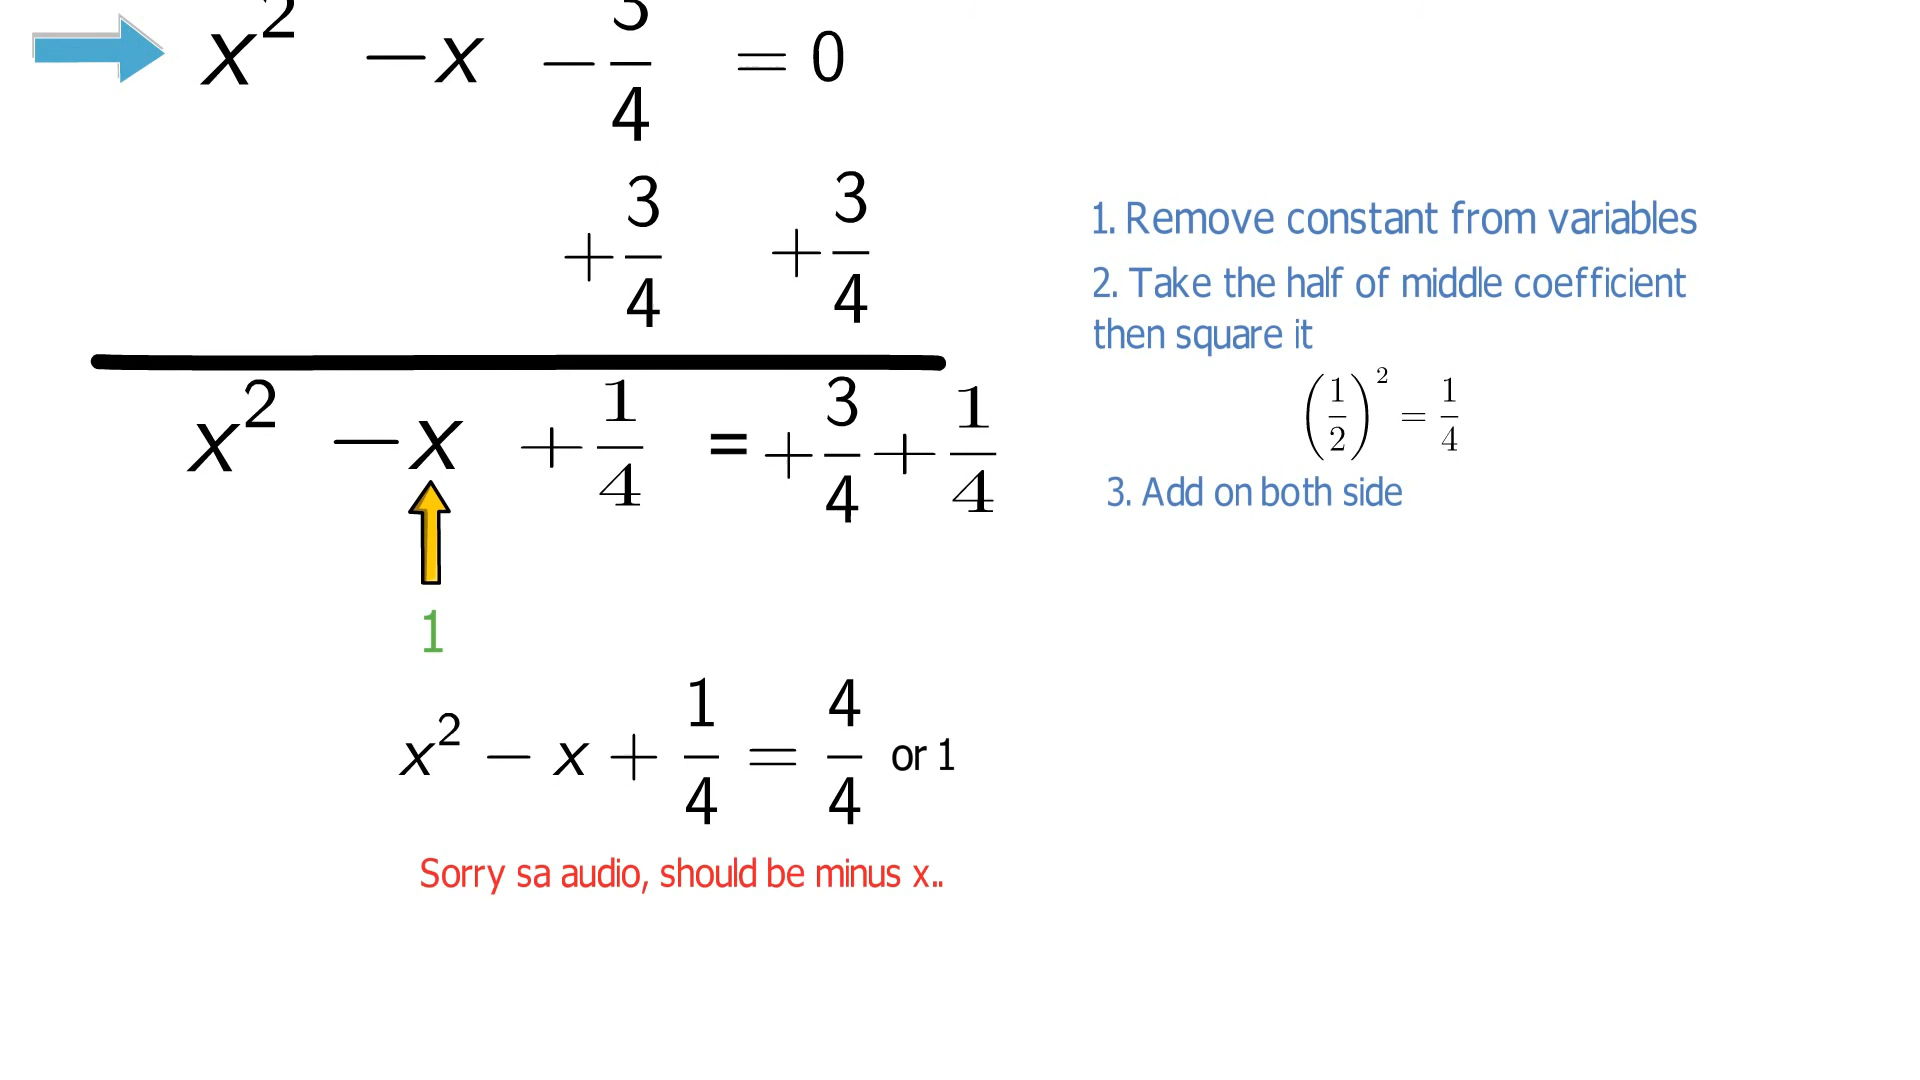 x² − x − 3/4 = 0
+ 3/4 + 3/4
x² − x + 1/4 = + 3/4 + 1/4
1
x² − x + 1/4 = 4/4 or 1
Sorry sa audio, should be minus x..
1. Remove constant from variables
2. Take the half of middle coefficient
then square it
(1/2)² = 1/4
3. Add on both side